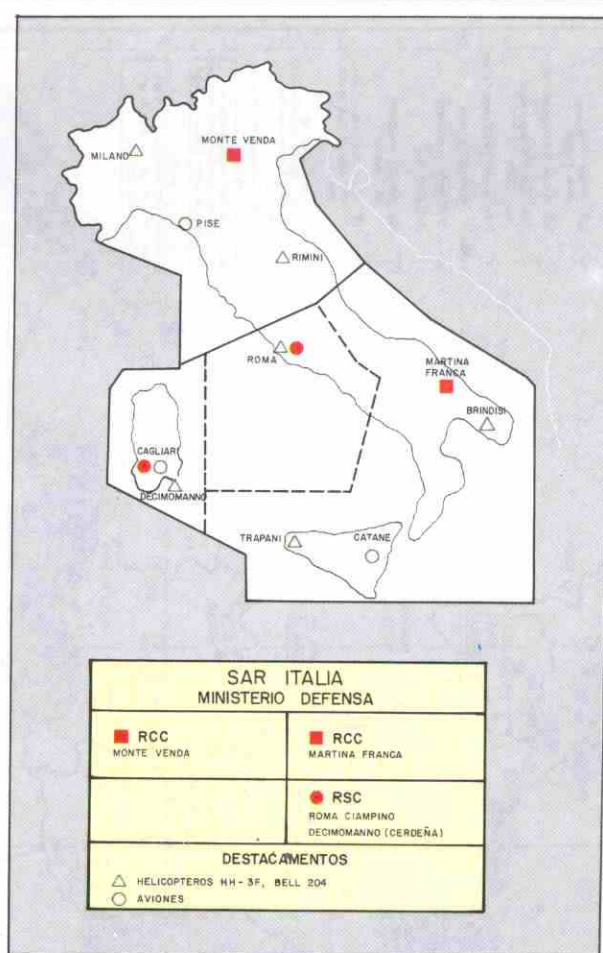 MONTE VENDA
MILANO
PISE
RIMINI
ROMA
MARTINA
FRANCA
BRINDISI
CAGLIARI
DECIMOMANNO
TRAPANI
CATANE
SAR ITALIA
MINISTERIO DEFENSA
RCC
MONTE VENDA
RCC
MARTINA FRANCA
RSC
ROMA CIAMPINO
DECIMOMANNO (CERDEÑA)
DESTACAMENTOS
HELICOPTEROS HH-3F, BELL 204
AVIONES